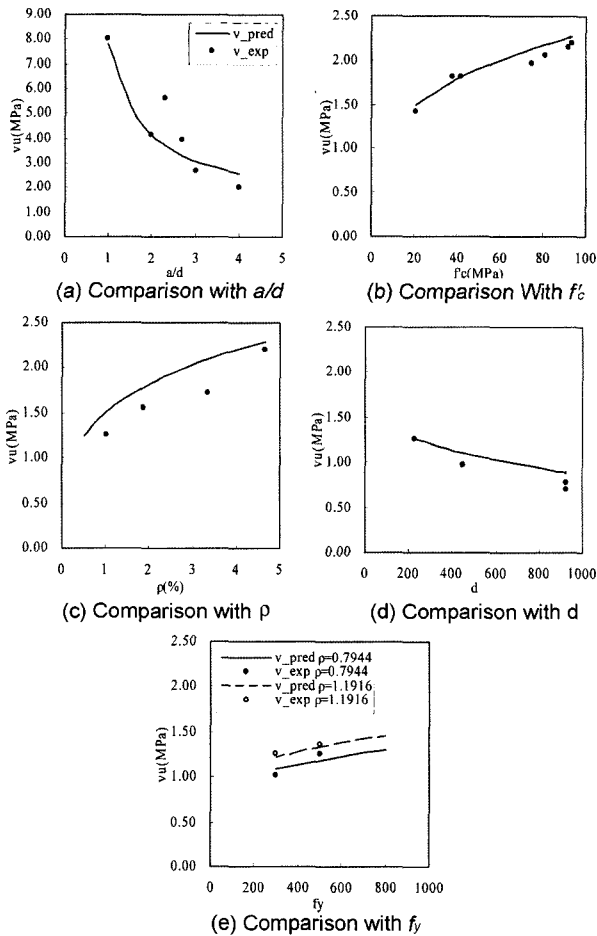 9.00
8.00
7.00
6.00
5.00
4.00
3.00
2.00
1.00
0.00
vu(MPa)
v_pred
v_exp
0 1 2 3 4 5
a/d
(a) Comparison with a/d
2.50
2.00
1.50
1.00
0.50
0.00
vu(MPa)
0 20 40 60 80 100
f'c(MPa)
(b) Comparison With f'c
2.50
2.00
1.50
1.00
0.50
0.00
vu(MPa)
0 1 2 3 4 5
ρ(%)
(c) Comparison with ρ
2.50
2.00
1.50
1.00
0.50
0.00
vu(MPa)
0 200 400 600 800 1000
d
(d) Comparison with d
2.50
2.00
1.50
1.00
0.50
0.00
vu(MPa)
v_pred ρ=0.7944
v_exp ρ=0.7944
v_pred ρ=1.1916
v_exp ρ=1.1916
0 200 400 600 800 1000
fy
(e) Comparison with fy